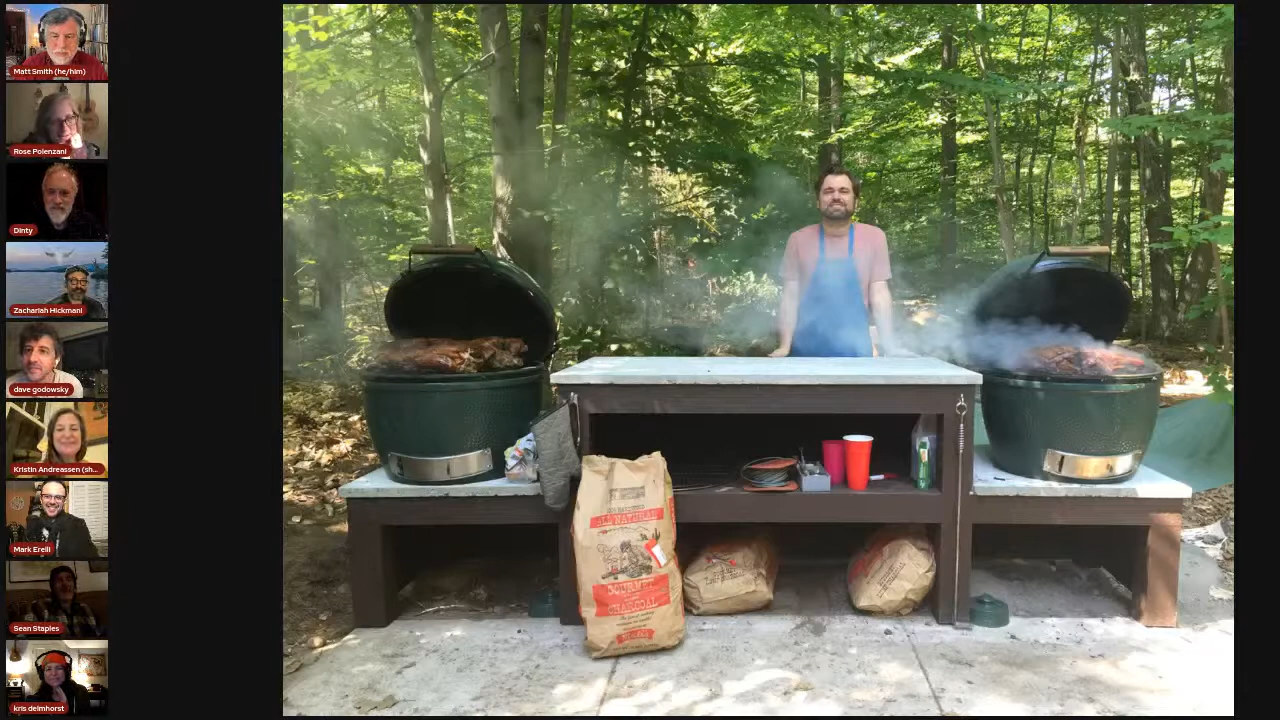 Matt Smith (he/him)
Rose Polenzani
Dinty
Zachariah Hickman
dave godowsky
Kristin Andreassen (sh...
Mark Erelli
Sean Staples
kris delmhorst
ALL NATURAL
GOURMET
CHARCOAL